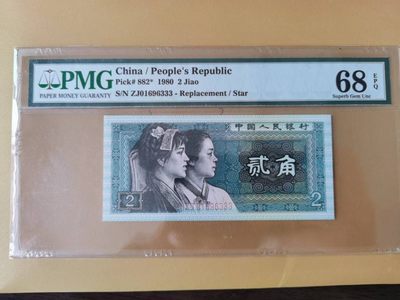 PMG
PAPER MONEY GUARANTY
China / People's Republic
Pick# 882* 1980 2 Jiao
S/N ZJ01696333 - Replacement / Star
68 EPQ
Superb Gem Unc
中国人民银行
贰角
2
2
ZJ01696333